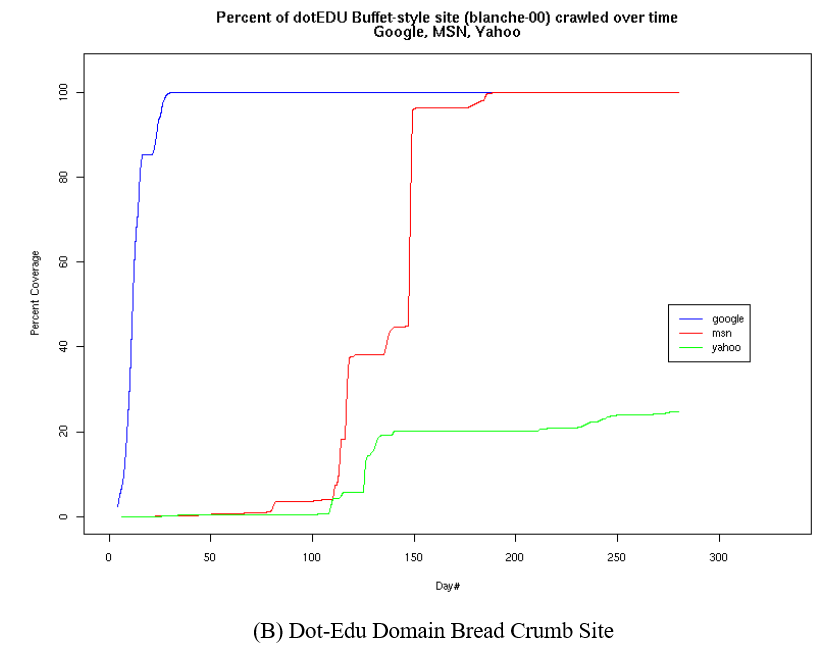 Percent of dotEDU Buffet-style site (blanche-00) crawled over time
Google, MSN, Yahoo
Percent Coverage
100
80
60
40
20
0
google
msn
yahoo
0 50 100 150 200 250 300
Day#
(B) Dot-Edu Domain Bread Crumb Site